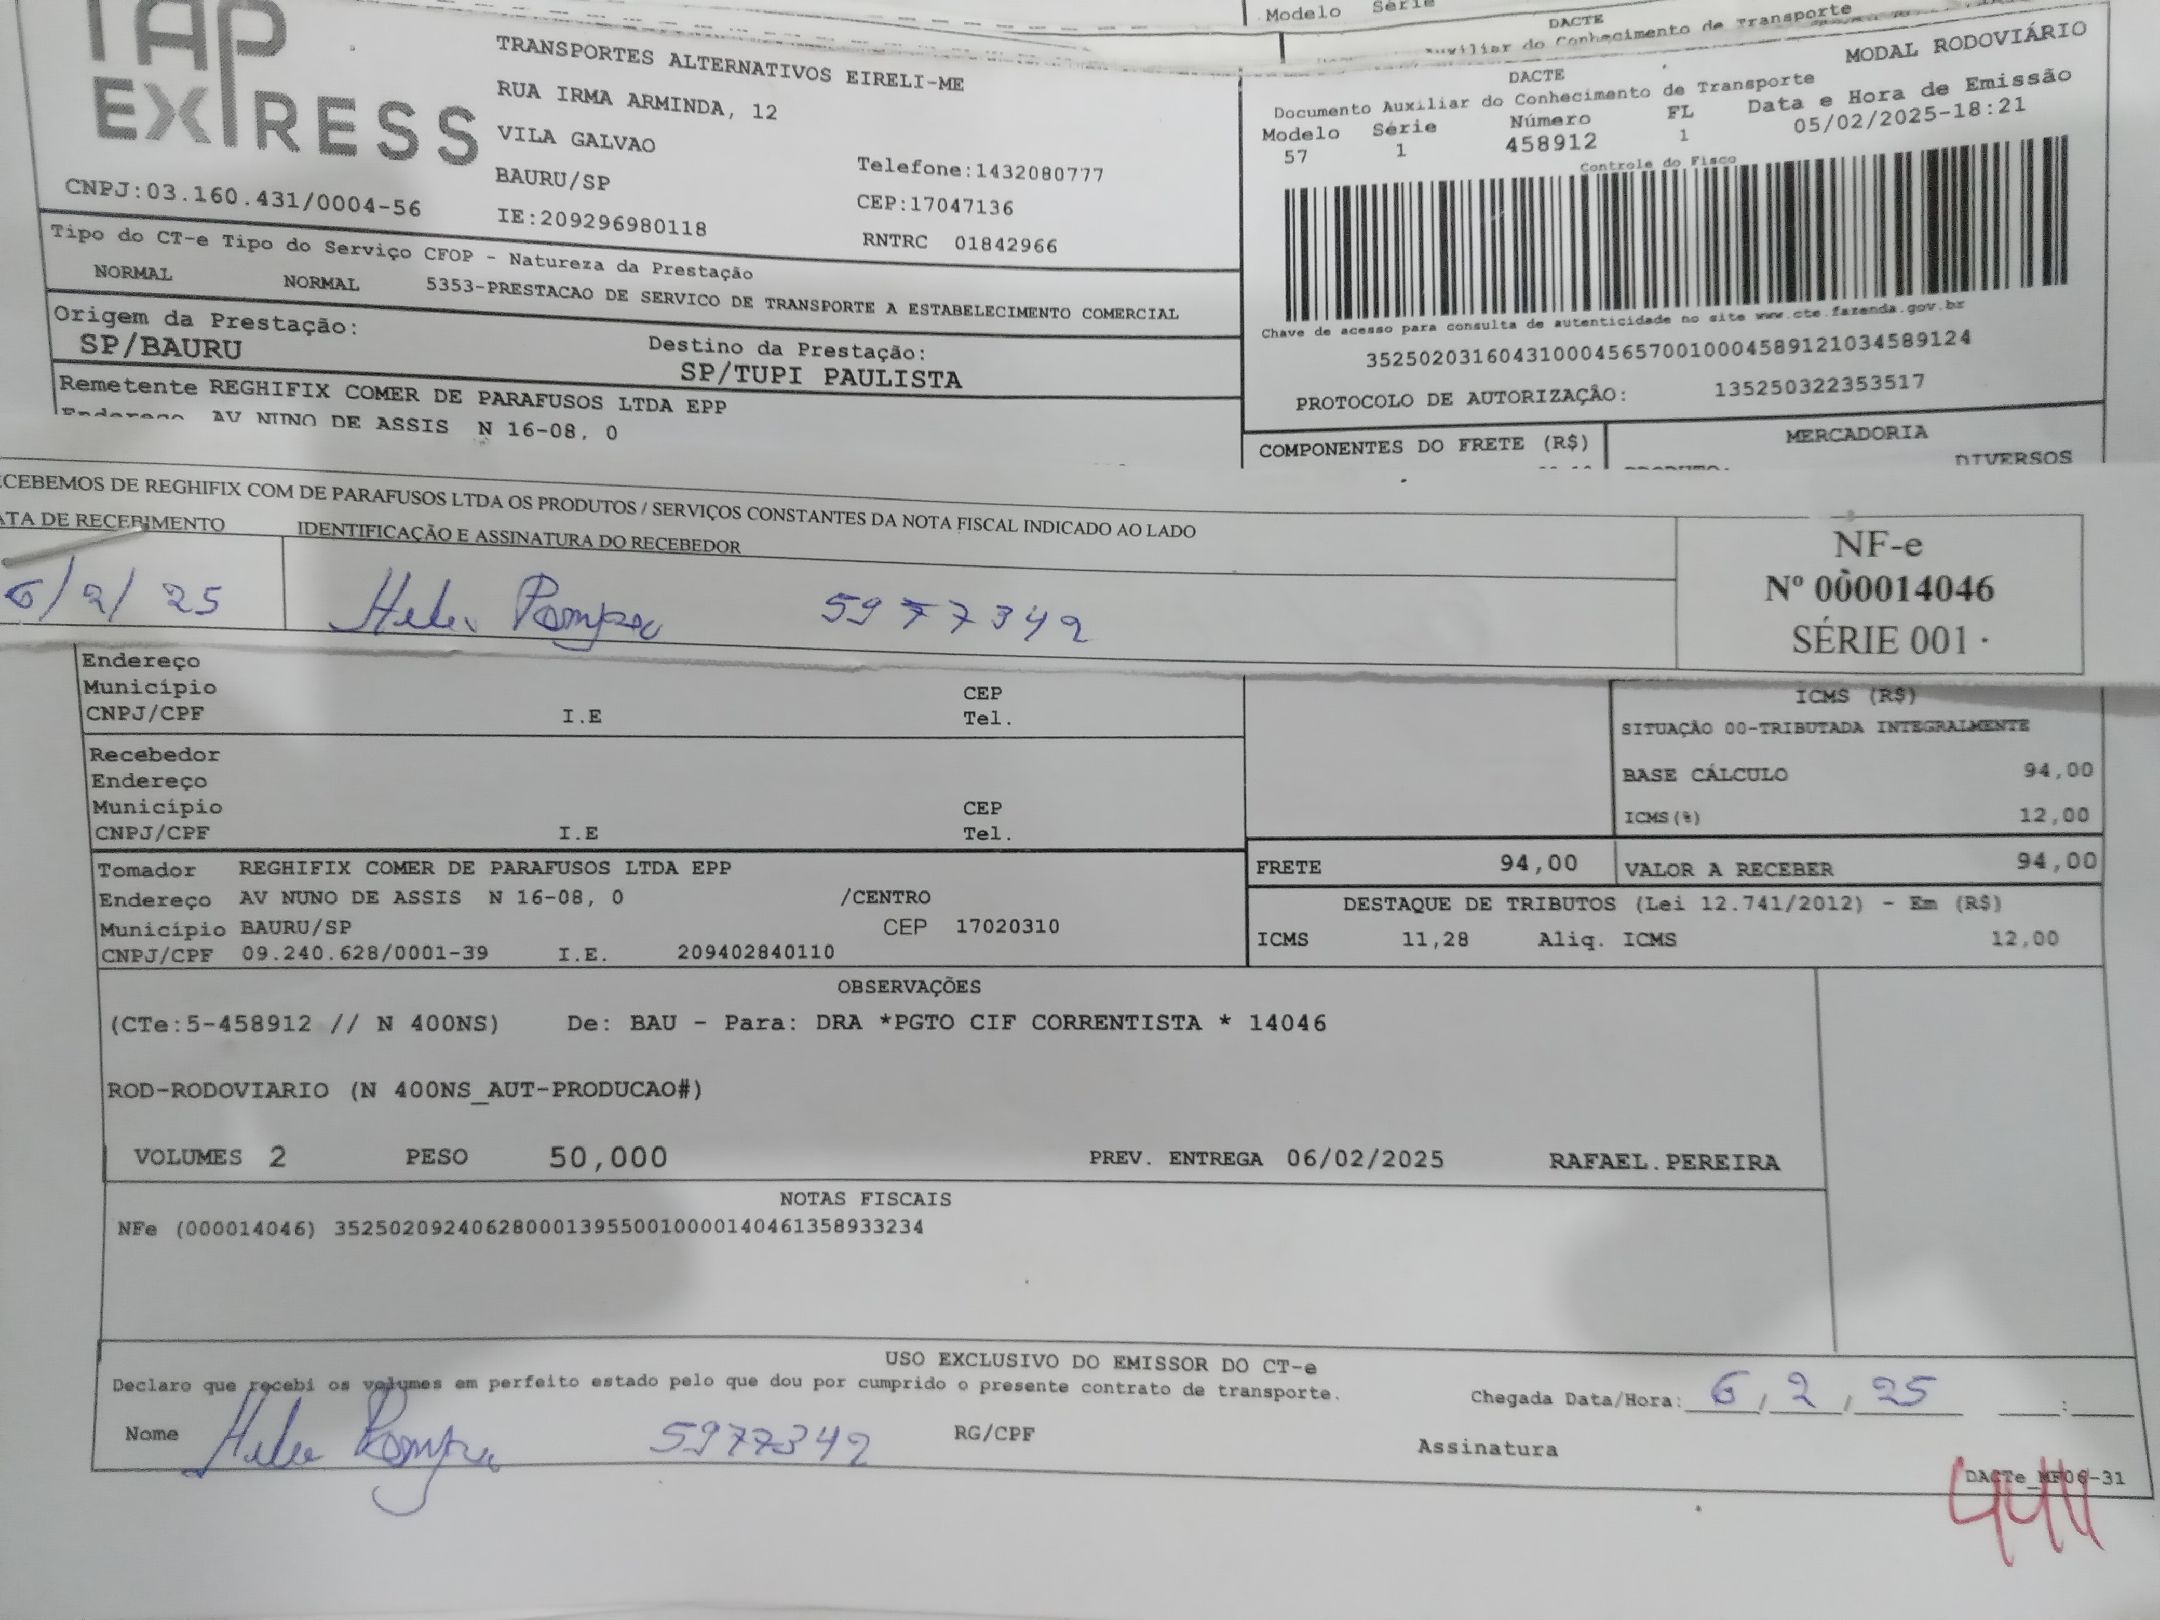 Modelo Série
DACTE
Auxiliar do Conhecimento de Transporte
TAP
EXPRESS
CNPJ:03.160.431/0004-56
TRANSPORTES ALTERNATIVOS EIRELI-ME
RUA IRMA ARMINDA, 12
VILA GALVAO
BAURU/SP
IE:209296980118
Telefone:1432080777
CEP:17047136
RNTRC 01842966
DACTE
MODAL RODOVIÁRIO
Documento Auxiliar do Conhecimento de Transporte
Modelo Série Número FL Data e Hora de Emissão
57 1 458912 1 05/02/2025-18:21
Controle do Fisco
Chave de acesso para consulta de autenticidade no site www.cte.fazenda.gov.br
35250203160431000456570010004589121034589124
PROTOCOLO DE AUTORIZAÇÃO: 135250322353517
Tipo do CT-e Tipo do Serviço CFOP - Natureza da Prestação
NORMAL NORMAL 5353-PRESTACAO DE SERVICO DE TRANSPORTE A ESTABELECIMENTO COMERCIAL
Origem da Prestação: Destino da Prestação:
SP/BAURU SP/TUPI PAULISTA
Remetente REGHIFIX COMER DE PARAFUSOS LTDA EPP
Endereço AV NUNO DE ASSIS N 16-08, 0
COMPONENTES DO FRETE (R$) MERCADORIA
DIVERSOS
CEBEMOS DE REGHIFIX COM DE PARAFUSOS LTDA OS PRODUTOS / SERVIÇOS CONSTANTES DA NOTA FISCAL INDICADO AO LADO
ATA DE RECEBIMENTO IDENTIFICAÇÃO E ASSINATURA DO RECEBEDOR
6/2/25 5977342
NF-e
Nº 000014046
SÉRIE 001
Endereço
Município CEP
CNPJ/CPF I.E Tel.
Recebedor
Endereço
Município CEP
CNPJ/CPF I.E Tel.
ICMS (R$)
SITUAÇÃO 00-TRIBUTADA INTEGRALMENTE
BASE CÁLCULO 94,00
ICMS(%) 12,00
Tomador REGHIFIX COMER DE PARAFUSOS LTDA EPP
Endereço AV NUNO DE ASSIS N 16-08, 0 /CENTRO
Município BAURU/SP CEP 17020310
CNPJ/CPF 09.240.628/0001-39 I.E. 209402840110
FRETE 94,00 VALOR A RECEBER 94,00
DESTAQUE DE TRIBUTOS (Lei 12.741/2012) - Em (R$)
ICMS 11,28 Aliq. ICMS 12,00
OBSERVAÇÕES
(CTe:5-458912 // N 400NS) De: BAU - Para: DRA *PGTO CIF CORRENTISTA * 14046
ROD-RODOVIARIO (N 400NS_AUT-PRODUCAO#)
VOLUMES 2 PESO 50,000 PREV. ENTREGA 06/02/2025 RAFAEL.PEREIRA
NOTAS FISCAIS
NFe (000014046) 35250209240628000139550010000140461358933234
USO EXCLUSIVO DO EMISSOR DO CT-e
Declaro que recebi os volumes em perfeito estado pelo que dou por cumprido o presente contrato de transporte.
Chegada Data/Hora: 6, 2, 25 :
Nome 5977342 RG/CPF Assinatura